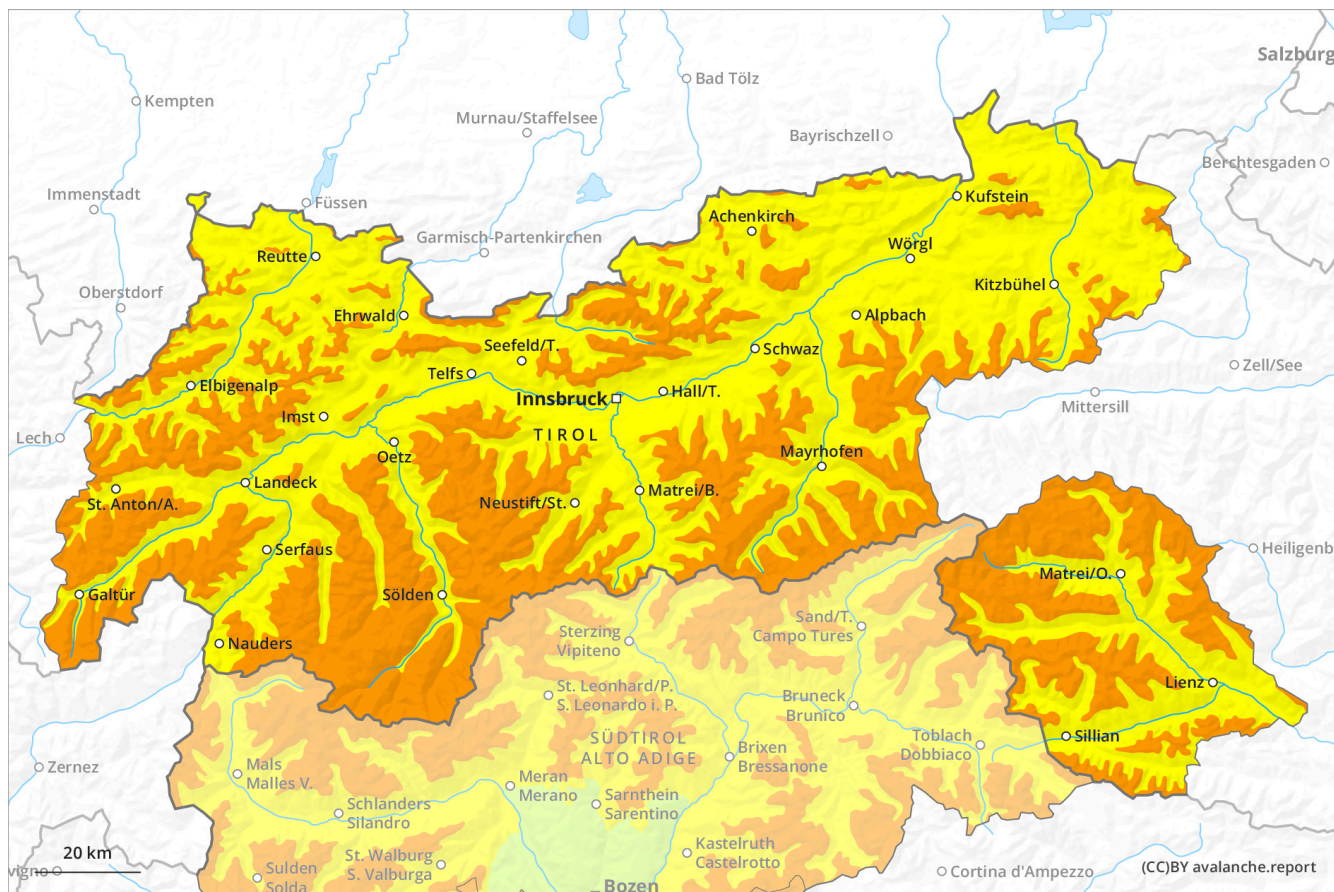 Salzburg
Bad Tölz
Kempten
Murnau/Staffelsee
Bayrischzell
Berchtesgaden
Immenstadt
Füssen
Kufstein
Achenkirch
Garmisch-Partenkirchen
Wörgl
Reutte
Kitzbühel
Oberstdorf
Ehrwald
Alpbach
Seefeld/T.
Schwaz
Zell/See
Telfs
Elbigenalp
Hall/T.
Innsbruck
Mittersill
Imst
Lech
TIROL
Oetz
Mayrhofen
Landeck
Matrei/B.
St. Anton/A.
Neustift/St.
Serfaus
Heiligenb
Matrei/O.
Galtür
Sölden
Sand/T.
Campo Tures
Sterzing
Vipiteno
Nauders
Lienz
St. Leonhard/P.
S. Leonardo i. P.
Bruneck
Brunico
Sillian
SÜDTIROL
ALTO ADIGE
Toblach
Dobbiaco
Brixen
Bressanone
Zernez
Mals
Malles V.
Meran
Merano
Sarnthein
Sarentino
Schlanders
Silandro
Kastelruth
Castelrotto
20 km
St. Walburg
S. Valburga
vigno
Cortina d'Ampezzo
(CC)BY avalanche.report
Sulden
Solda
Bozen